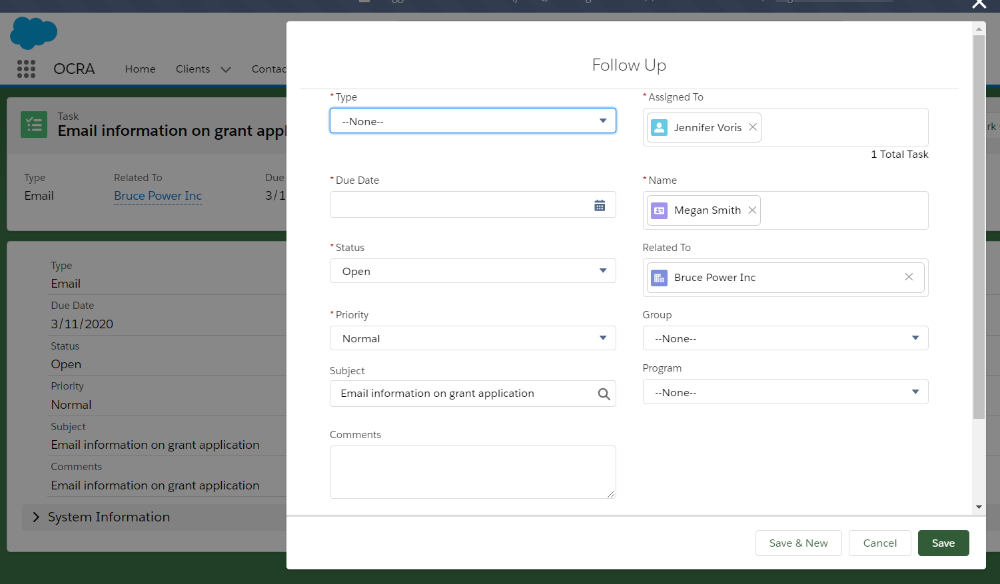 OCRA Home Clients Contac
Task
Email information on grant appl
Type Related To Due
Email Bruce Power Inc 3/1
Type
Email
Due Date
3/11/2020
Status
Open
Priority
Normal
Subject
Email information on grant application
Comments
Email information on grant application
System Information
Follow Up
*Type
--None--
*Assigned To
Jennifer Voris
1 Total Task
*Due Date
*Name
Megan Smith
*Status
Open
Related To
Bruce Power Inc
*Priority
Normal
Group
--None--
Subject
Email information on grant application
Program
--None--
Comments
Save & New Cancel Save
rk